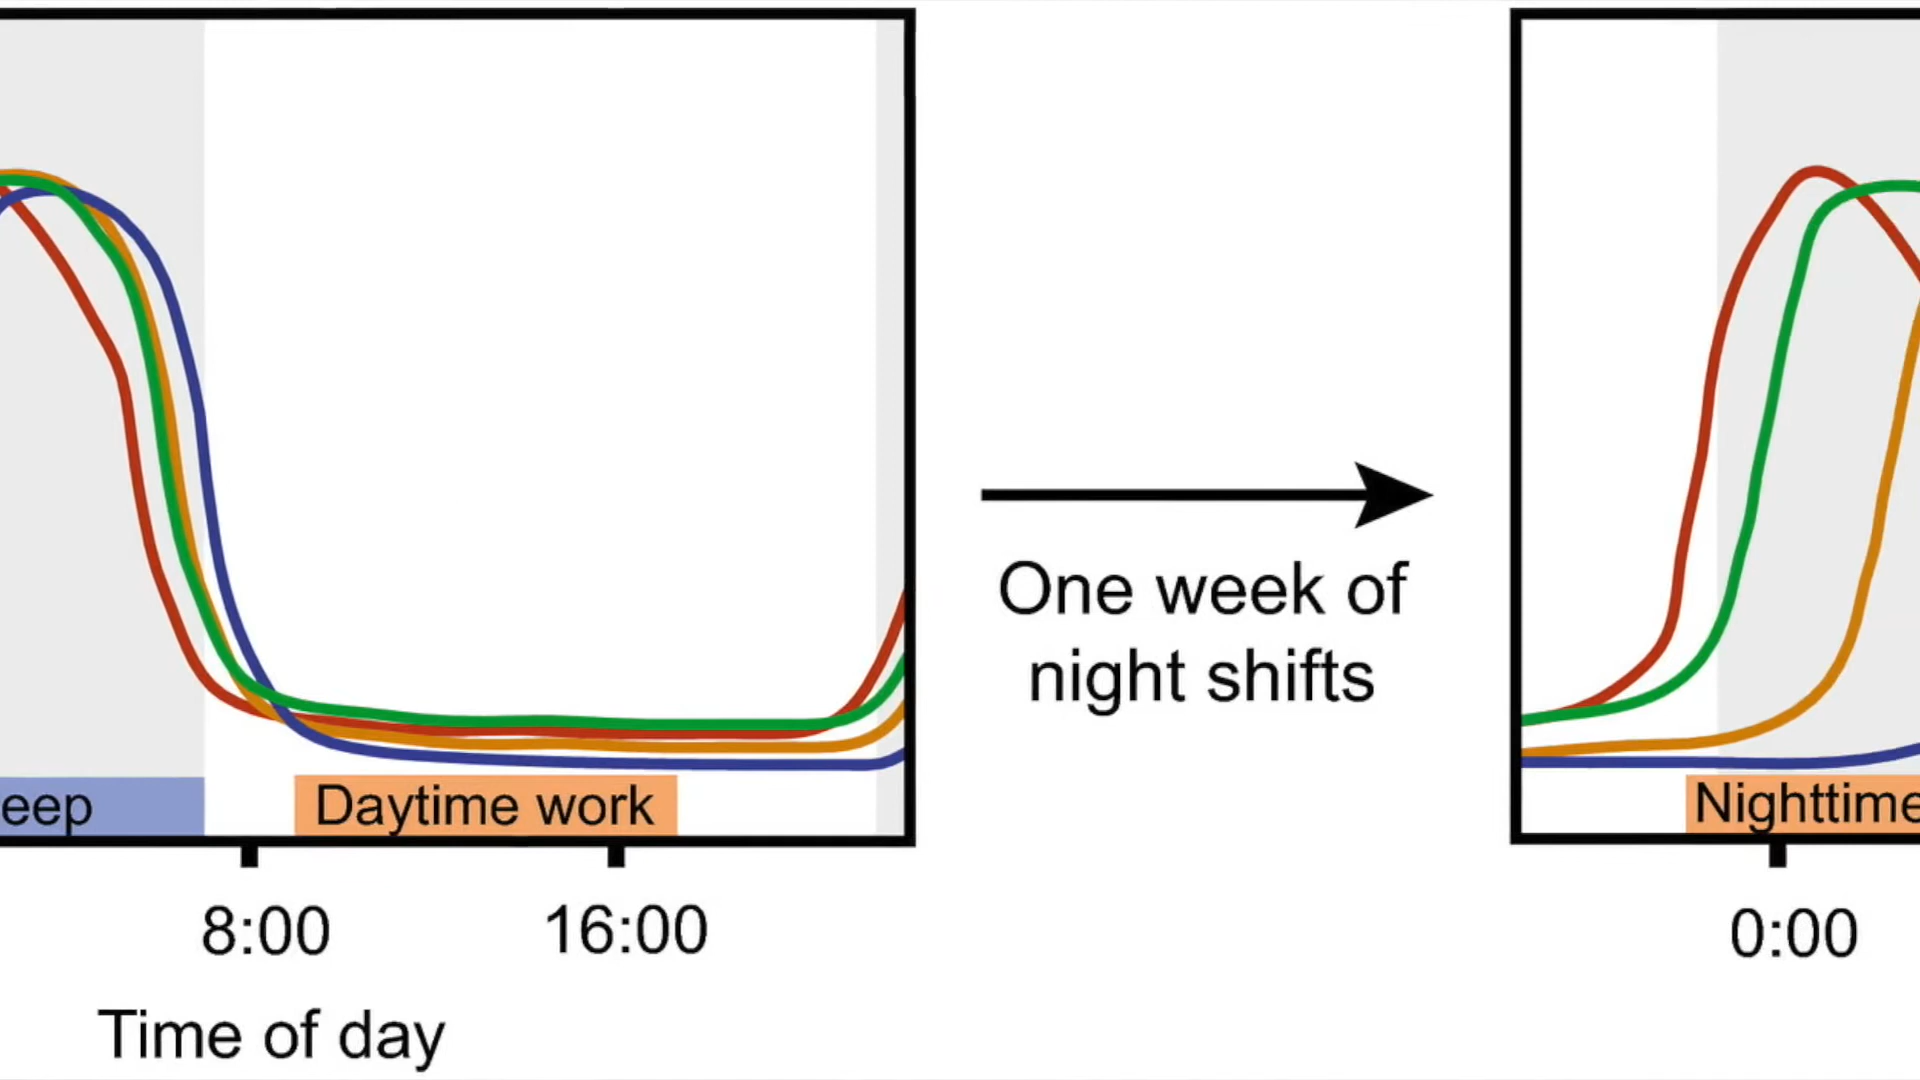 eep
Daytime work
8:00
16:00
Time of day
One week of
night shifts
Nighttime
0:00